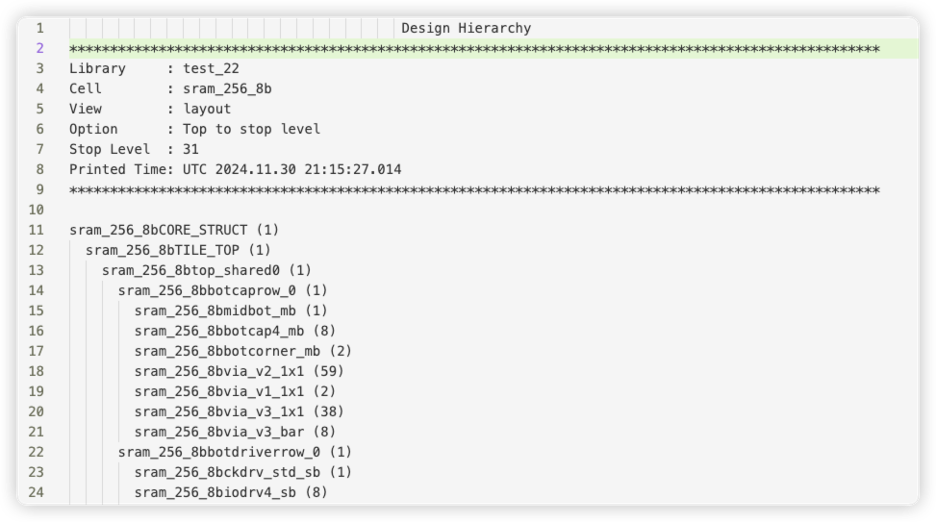 1 Design Hierarchy
2 ****************************************************************************************************
3 Library     : test_22
4 Cell        : sram_256_8b
5 View        : layout
6 Option      : Top to stop level
7 Stop Level  : 31
8 Printed Time: UTC 2024.11.30 21:15:27.014
9 ****************************************************************************************************
10
11 sram_256_8bCORE_STRUCT (1)
12   sram_256_8bTILE_TOP (1)
13     sram_256_8btop_shared0 (1)
14       sram_256_8bbotcaprow_0 (1)
15         sram_256_8bmidbot_mb (1)
16         sram_256_8bbotcap4_mb (8)
17         sram_256_8bbotcorner_mb (2)
18         sram_256_8bvia_v2_1x1 (59)
19         sram_256_8bvia_v1_1x1 (2)
20         sram_256_8bvia_v3_1x1 (38)
21         sram_256_8bvia_v3_bar (8)
22       sram_256_8bbotdriverrow_0 (1)
23         sram_256_8bckdrv_std_sb (1)
24         sram_256_8biodrv4_sb (8)